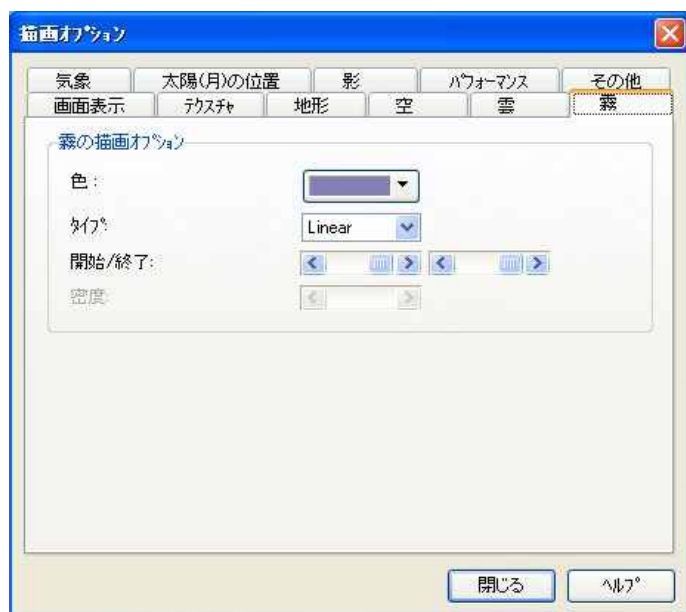 描画ｵﾌﾟｼｮﾝ
気象 太陽(月)の位置 影 ﾊﾟﾌｫｰﾏﾝｽ その他
画面表示 ﾃｸｽﾁｬ 地形 空 雲 霧
霧の描画ｵﾌﾟｼｮﾝ
色:
ﾀｲﾌﾟ: Linear
開始/終了:
密度:
閉じる ﾍﾙﾌﾟ